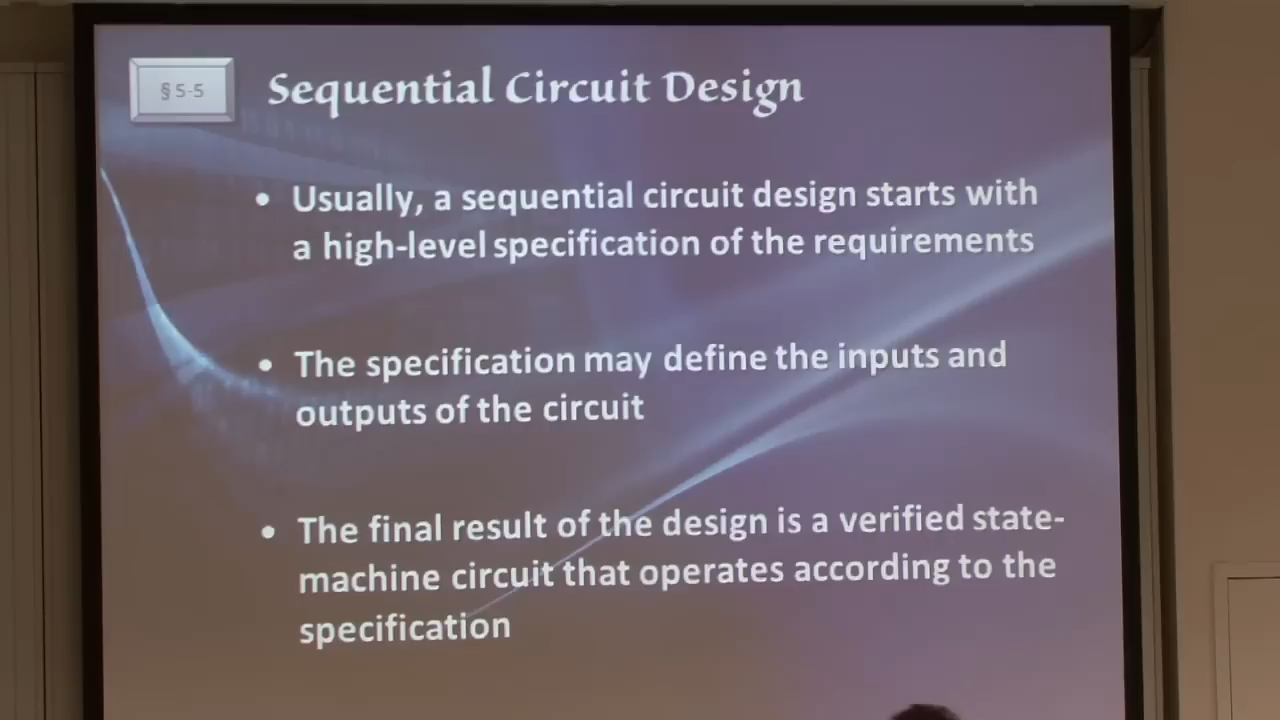 § 5-5
Sequential Circuit Design
• Usually, a sequential circuit design starts with
a high-level specification of the requirements
• The specification may define the inputs and
outputs of the circuit
• The final result of the design is a verified state-
machine circuit that operates according to the
specification